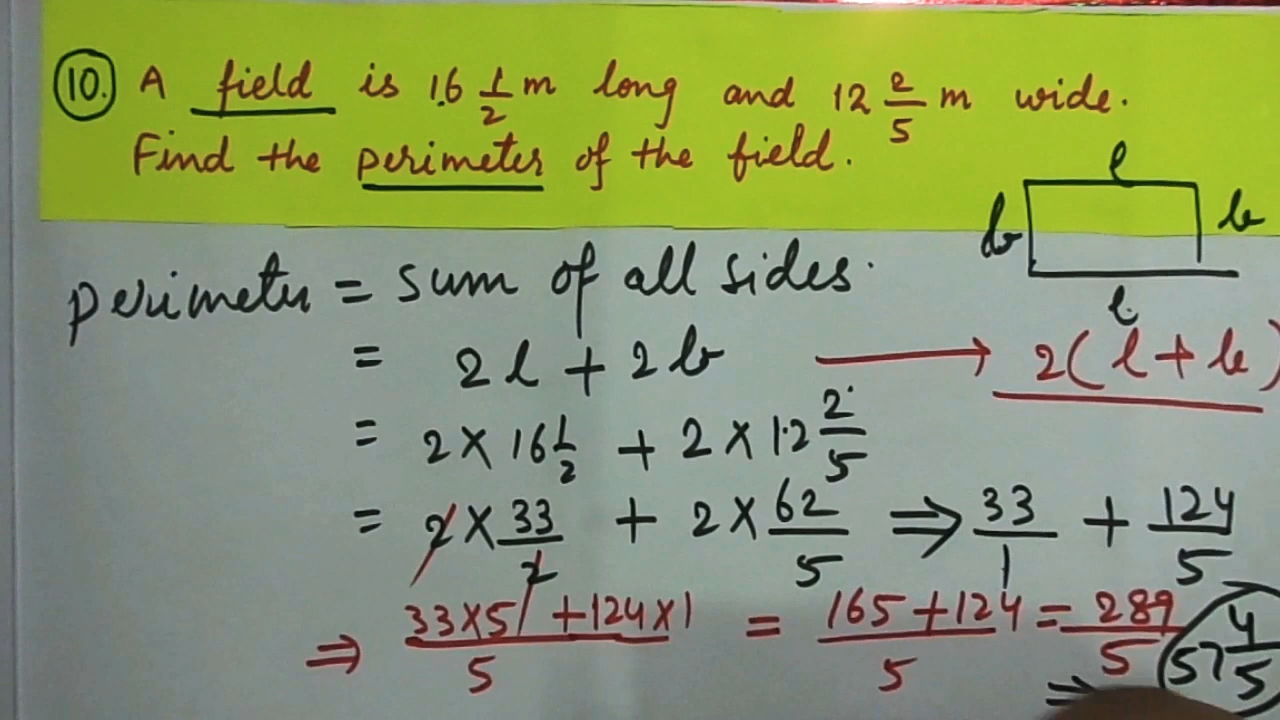 10. A field is 16 1/2 m long and 12 2/5 m wide.
Find the perimeter of the field.
l
b b
l
perimeter = sum of all sides.
= 2l + 2b → 2(l+b)
= 2 × 16 1/2 + 2 × 12 2/5
= 2 × 33/2 + 2 × 62/5 ⇒ 33/1 + 124/5
⇒ 33×5 + 124×1 / 5 = 165 + 124 / 5 = 289/5
⇒ 57 4/5